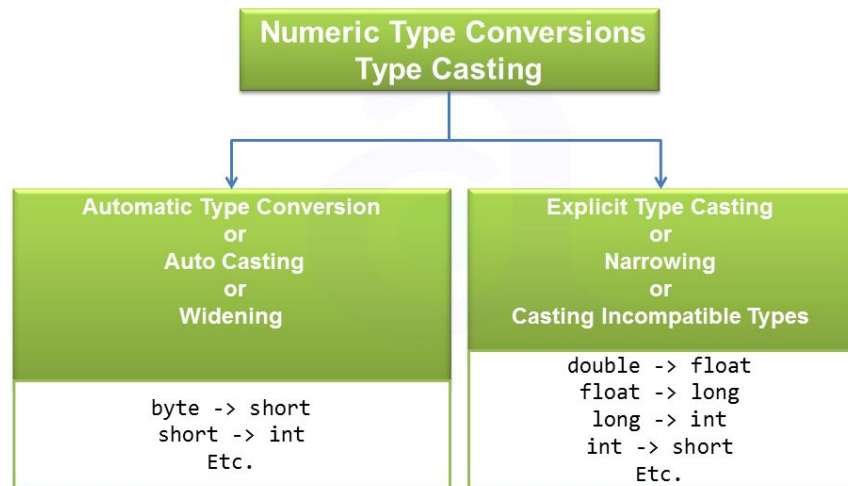 Numeric Type Conversions
Type Casting
Automatic Type Conversion
or
Auto Casting
or
Widening
byte -> short
short -> int
Etc.
Explicit Type Casting
or
Narrowing
or
Casting Incompatible Types
double -> float
float -> long
long -> int
int -> short
Etc.